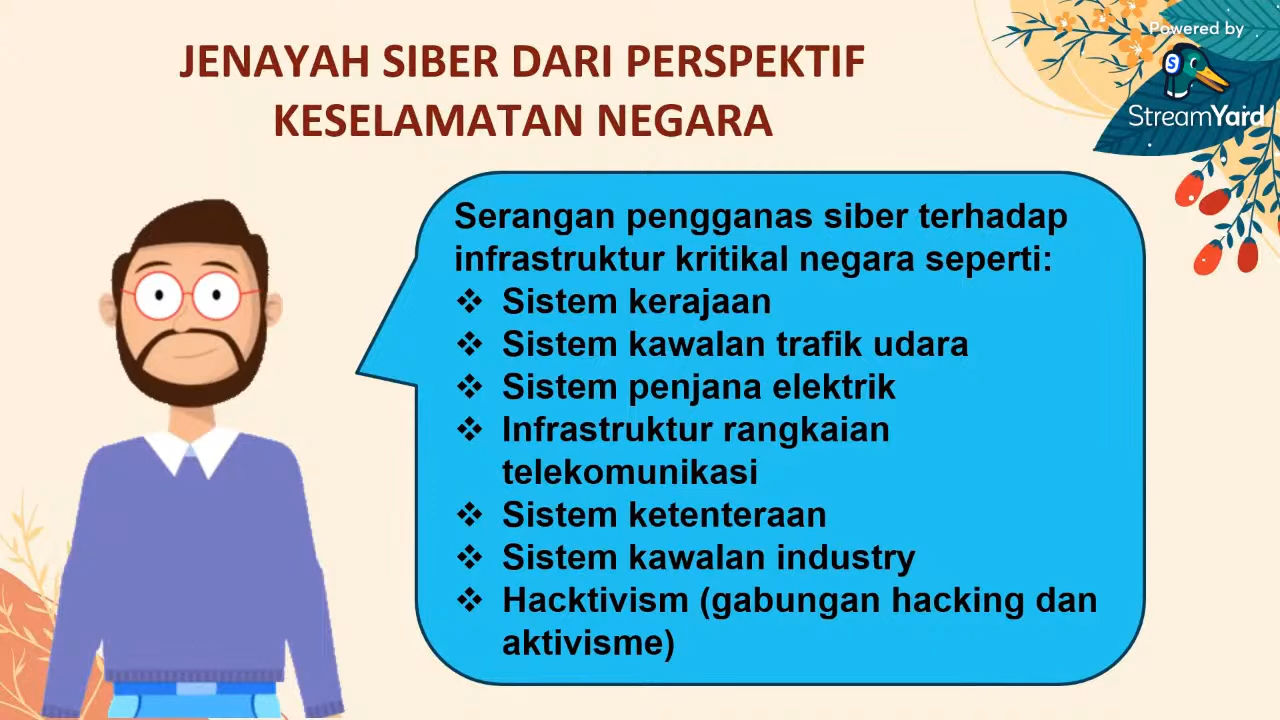 JENAYAH SIBER DARI PERSPEKTIF
KESELAMATAN NEGARA
Powered by
StreamYard
Serangan pengganas siber terhadap
infrastruktur kritikal negara seperti:
❖ Sistem kerajaan
❖ Sistem kawalan trafik udara
❖ Sistem penjana elektrik
❖ Infrastruktur rangkaian
telekomunikasi
❖ Sistem ketenteraan
❖ Sistem kawalan industry
❖ Hacktivism (gabungan hacking dan
aktivisme)